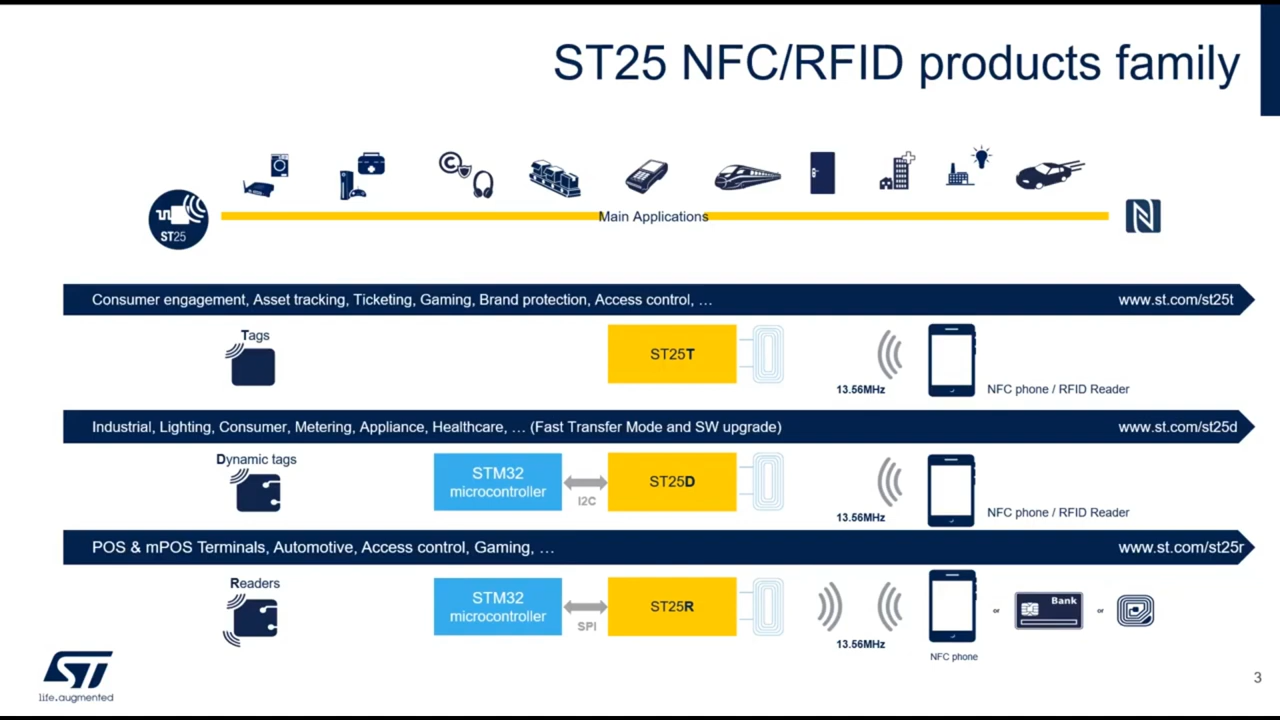 ST25 NFC/RFID products family
C
ST25
Main Applications
N
Consumer engagement, Asset tracking, Ticketing, Gaming, Brand protection, Access control, …
www.st.com/st25t
Tags
ST25T
13.56MHz
NFC phone / RFID Reader
Industrial, Lighting, Consumer, Metering, Appliance, Healthcare, … (Fast Transfer Mode and SW upgrade)
www.st.com/st25d
Dynamic tags
STM32
microcontroller
I2C
ST25D
13.56MHz
NFC phone / RFID Reader
POS & mPOS Terminals, Automotive, Access control, Gaming, …
www.st.com/st25r
Readers
STM32
microcontroller
SPI
ST25R
13.56MHz
NFC phone
or
Bank
or
ST
life.augmented
3